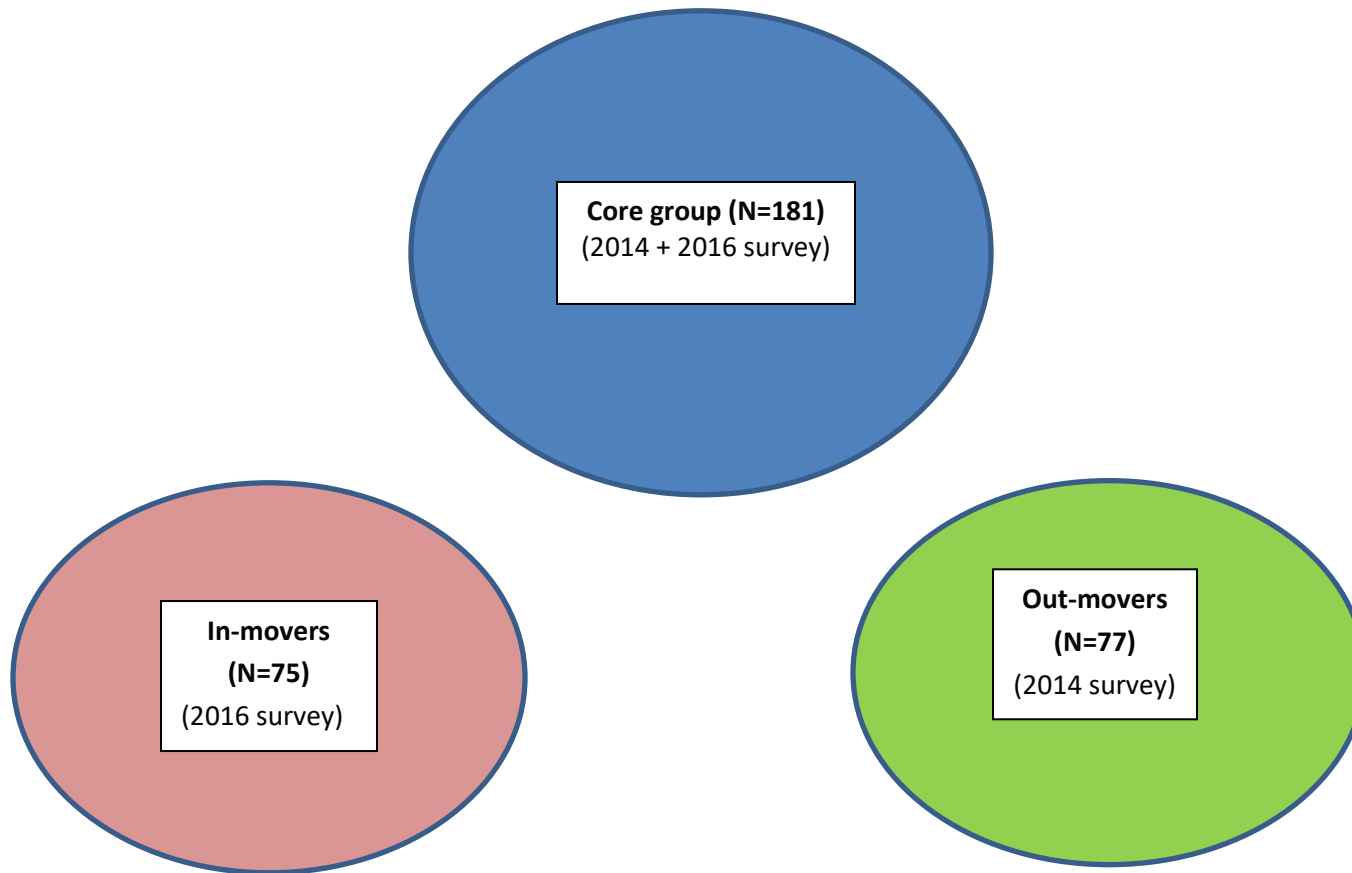 Core group (N=181)
(2014 + 2016 survey)
In-movers
(N=75)
(2016 survey)
Out-movers
(N=77)
(2014 survey)